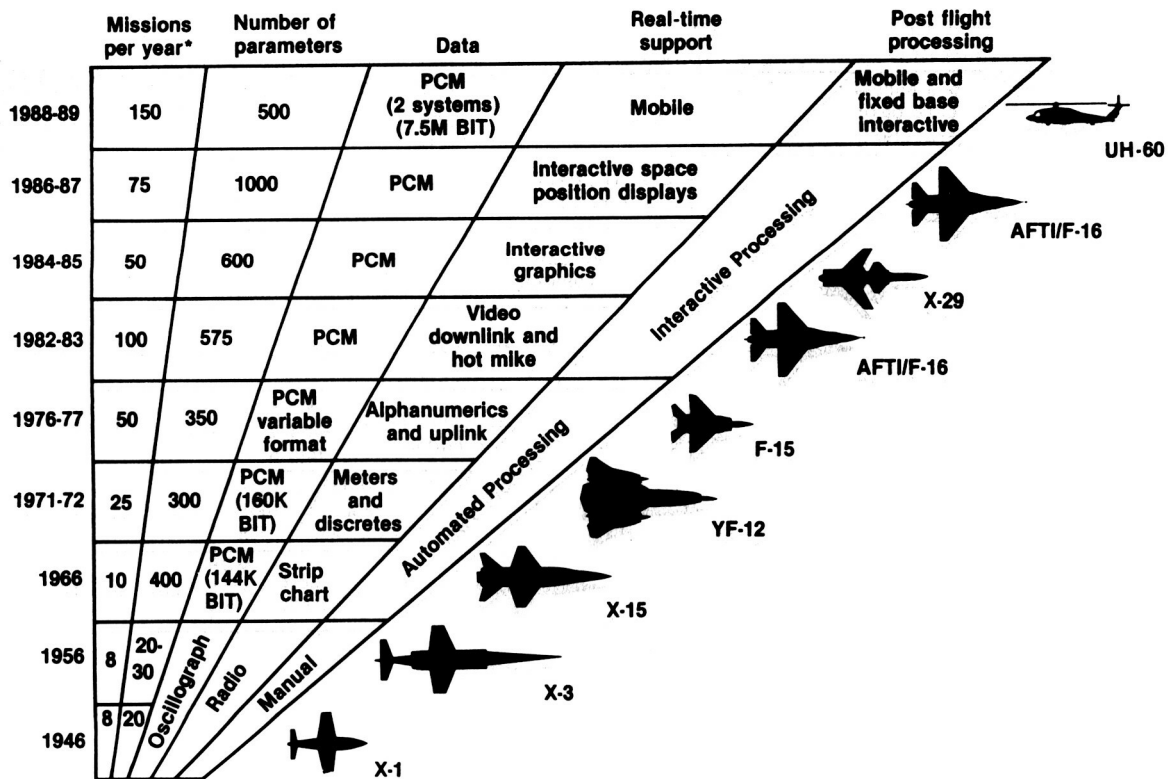 Missions
per year*
Number of
parameters
Data
Real-time
support
Post flight
processing
1988-89
150
500
PCM
(2 systems)
(7.5M BIT)
Mobile
Mobile and
fixed base
interactive
UH-60
1986-87
75
1000
PCM
Interactive space
position displays
AFTI/F-16
1984-85
50
600
PCM
Interactive
graphics
Interactive Processing
X-29
1982-83
100
575
PCM
Video
downlink and
hot mike
AFTI/F-16
1976-77
50
350
PCM
variable
format
Alphanumerics
and uplink
F-15
1971-72
25
300
PCM
(160K
BIT)
Meters
and
discretes
Automated Processing
YF-12
1966
10
400
PCM
(144K
BIT)
Strip
chart
X-15
1956
8
20-
30
Oscillograph
Radio
Manual
X-3
1946
8
20
X-1